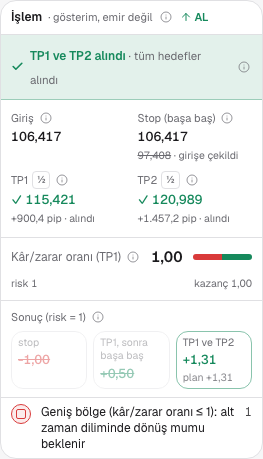 İşlem · gösterim, emir değil ↑ AL
TP1 ve TP2 alındı · tüm hedefler
alındı
Giriş Stop (başa baş)
106,417 106,417
97,408 · girişe çekildi
TP1 ½ TP2 ½
115,421 120,989
+900,4 pip · alındı +1.457,2 pip · alındı
Kâr/zarar oranı (TP1) 1,00
risk 1 kazanç 1,00
Sonuç (risk = 1)
stop TP1, sonra TP1 ve TP2
başa baş
-1,00 +0,50 +1,31
plan +1,31
Geniş bölge (kâr/zarar oranı ≤ 1): alt 1
zaman diliminde dönüş mumu
beklenir